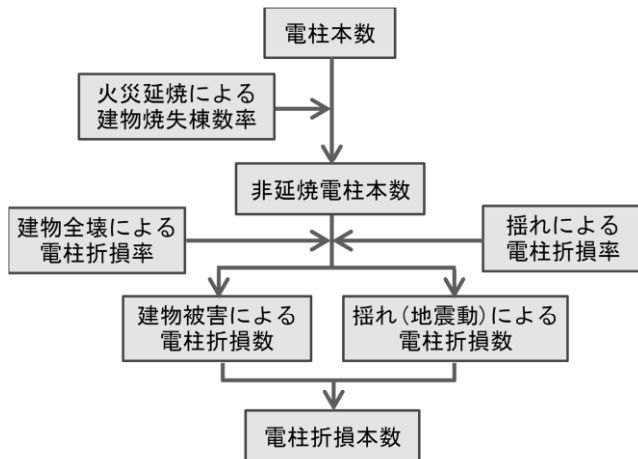 電柱本数
火災延焼による
建物焼失棟数率
非延焼電柱本数
建物全壊による
電柱折損率
揺れによる
電柱折損率
建物被害による
電柱折損数
揺れ（地震動）による
電柱折損数
電柱折損本数